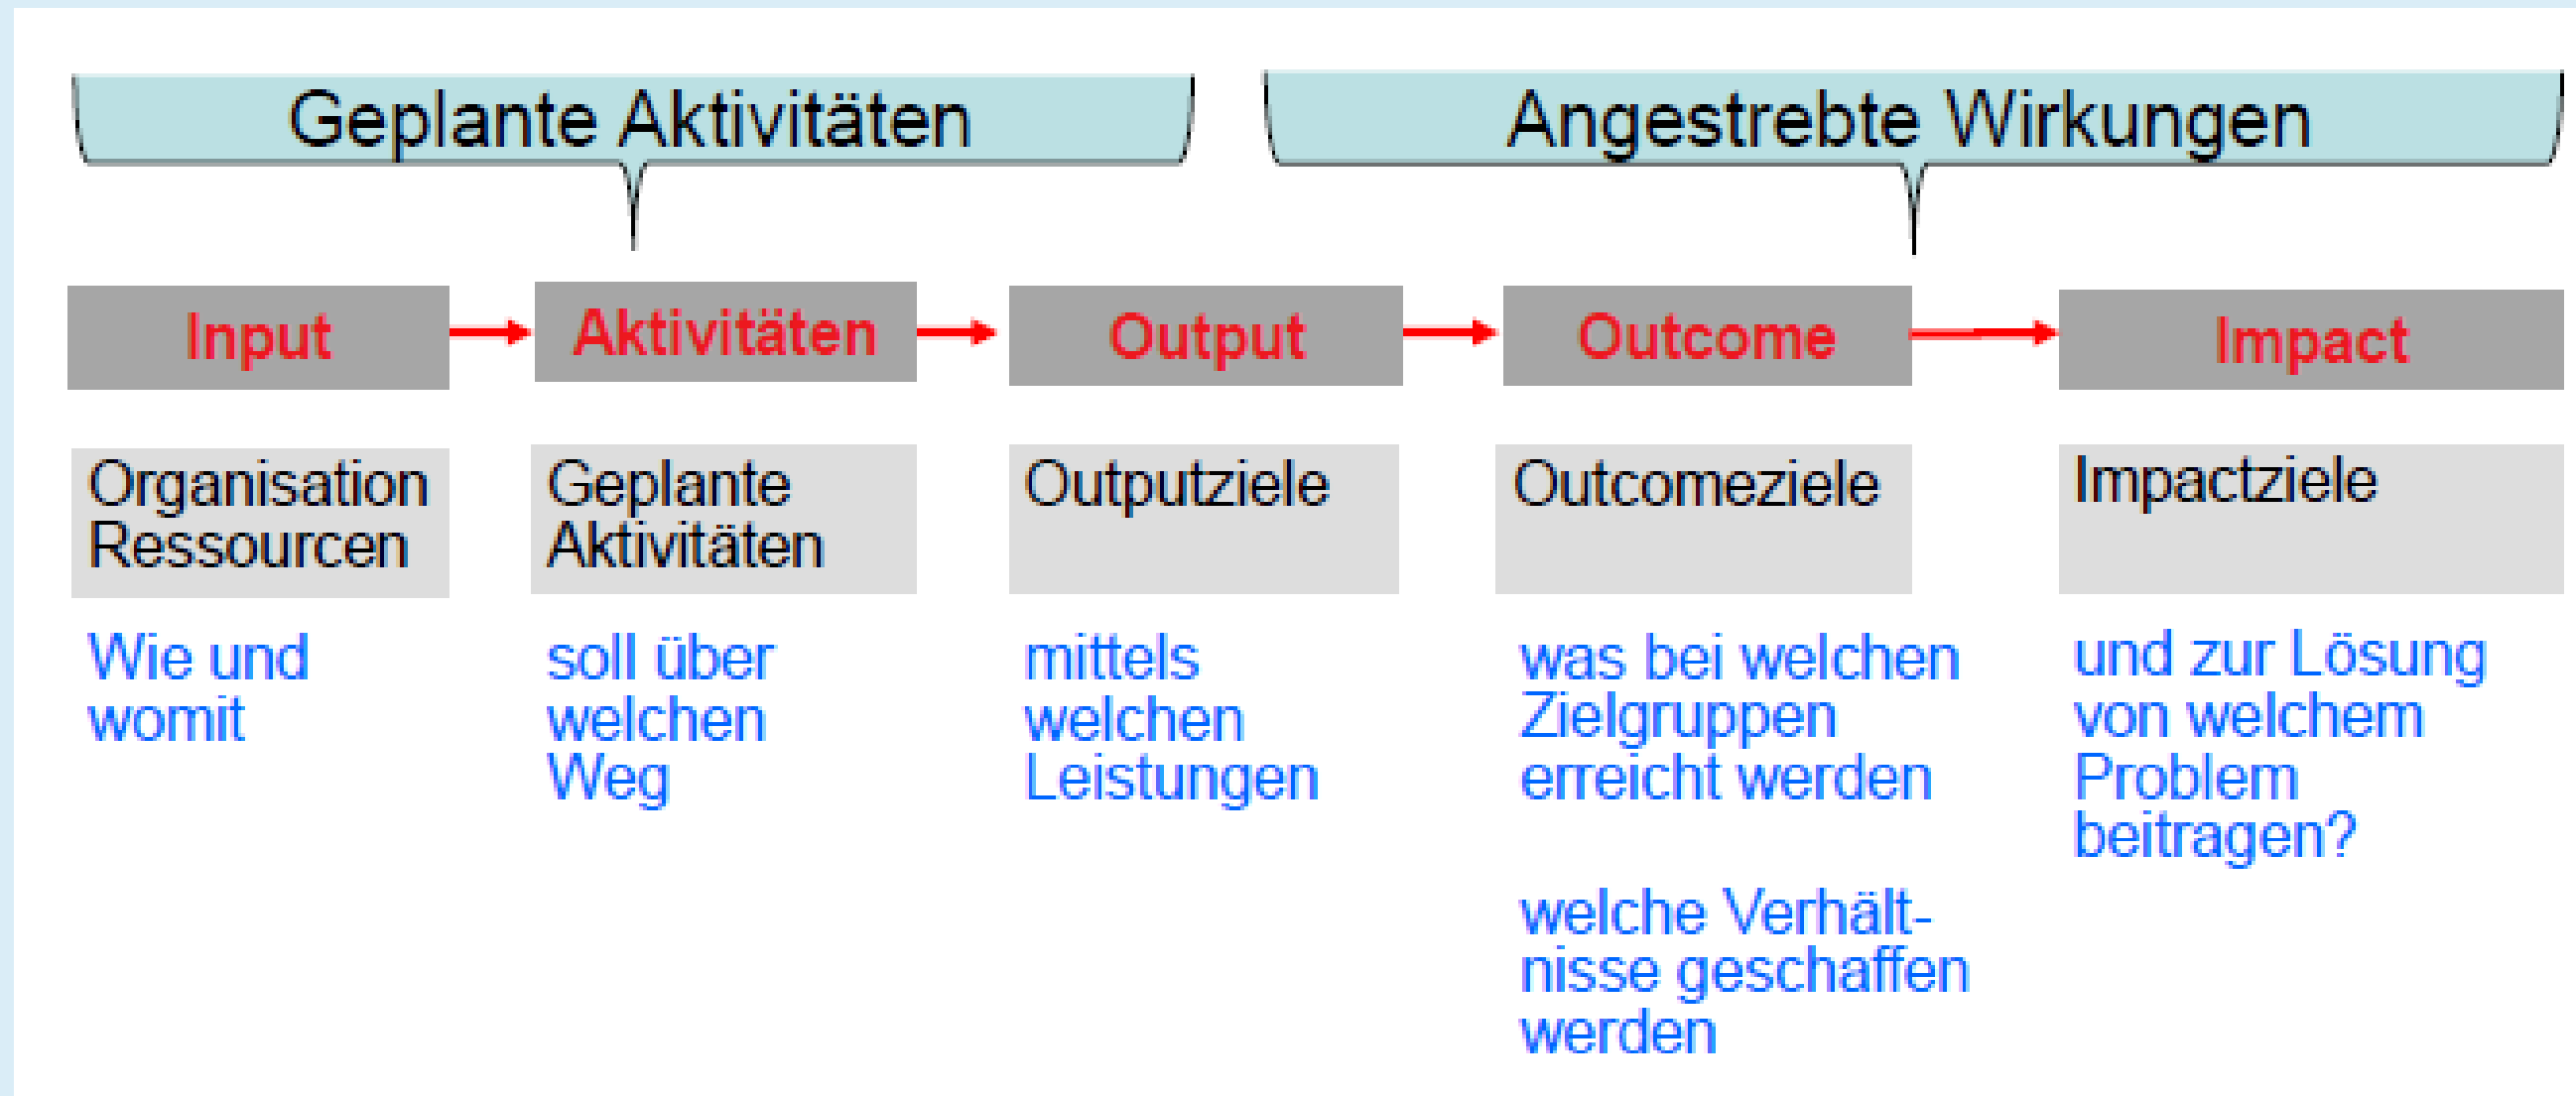 Geplante Aktivitäten
Angestrebte Wirkungen
Input
Aktivitäten
Output
Outcome
Impact
Organisation
Ressourcen
Geplante
Aktivitäten
Outputziele
Outcomeziele
Impactziele
Wie und
womit
soll über
welchen
Weg
mittels
welchen
Leistungen
was bei welchen
Zielgruppen
erreicht werden
welche Verhält-
nisse geschaffen
werden
und zur Lösung
von welchem
Problem
beitragen?